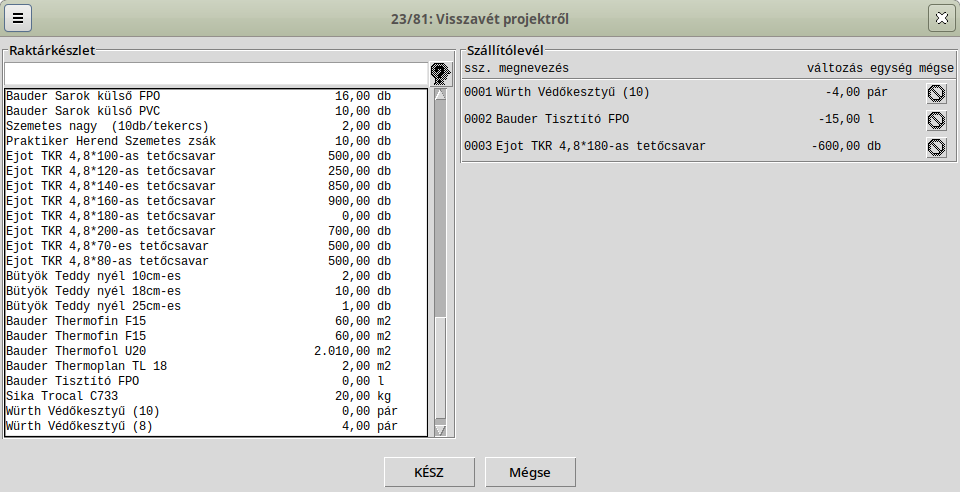 23/81: Visszavét projektről
Raktárkészlet
Bauder Sarok külső FPO 16,00 db
Bauder Sarok külső PVC 10,00 db
Szemetes nagy  (10db/tekercs) 2,00 db
Praktiker Herend Szemetes zsák 10,00 db
Ejot TKR 4,8*100-as tetőcsavar 500,00 db
Ejot TKR 4,8*120-as tetőcsavar 250,00 db
Ejot TKR 4,8*140-es tetőcsavar 850,00 db
Ejot TKR 4,8*160-as tetőcsavar 900,00 db
Ejot TKR 4,8*180-as tetőcsavar 0,00 db
Ejot TKR 4,8*200-as tetőcsavar 700,00 db
Ejot TKR 4,8*70-es tetőcsavar 500,00 db
Ejot TKR 4,8*80-as tetőcsavar 500,00 db
Bütyök Teddy nyél 10cm-es 2,00 db
Bütyök Teddy nyél 18cm-es 10,00 db
Bütyök Teddy nyél 25cm-es 1,00 db
Bauder Thermofin F15 60,00 m2
Bauder Thermofin F15 60,00 m2
Bauder Thermofol U20 2.010,00 m2
Bauder Thermoplan TL 18 2,00 m2
Bauder Tisztító FPO 0,00 l
Sika Trocal C733 20,00 kg
Würth Védőkesztyű (10) 0,00 pár
Würth Védőkesztyű (8) 4,00 pár
Szállítólevél
ssz. megnevezés változás egység mégse
0001 Würth Védőkesztyű (10) -4,00 pár
0002 Bauder Tisztító FPO -15,00 l
0003 Ejot TKR 4,8*180-as tetőcsavar -600,00 db
KÉSZ Mégse